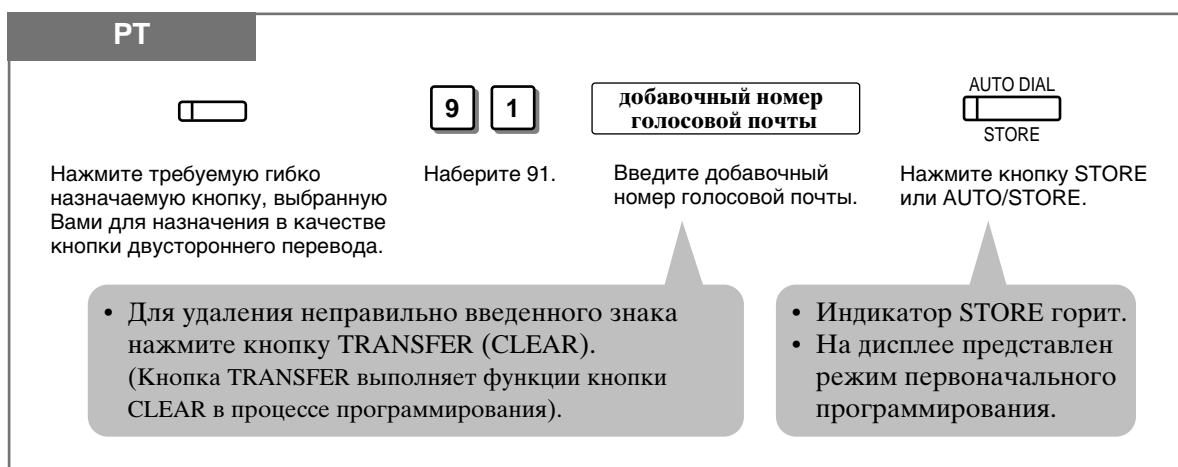 PT
9 1
добавочный номер
голосовой почты
AUTO DIAL
STORE
Нажмите требуемую гибко
назначаемую кнопку, выбранную
Вами для назначения в качестве
кнопки двустороннего перевода.
Наберите 91.
Введите добавочный
номер голосовой почты.
Нажмите кнопку STORE
или AUTO/STORE.
• Для удаления неправильно введенного знака
нажмите кнопку TRANSFER (CLEAR).
(Кнопка TRANSFER выполняет функции кнопки
CLEAR в процессе программирования).
• Индикатор STORE горит.
• На дисплее представлен
режим первоначального
программирования.